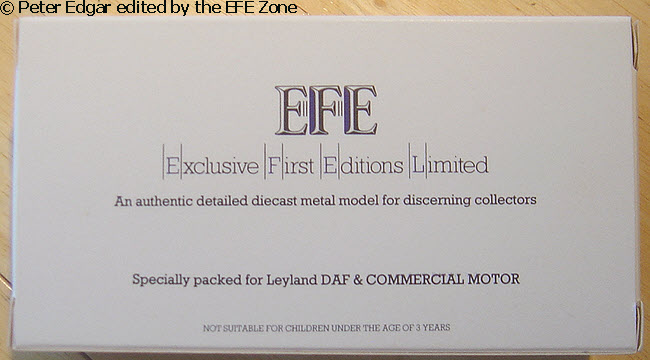 © Peter Edgar edited by the EFE Zone
EFE
Exclusive First Editions Limited
An authentic detailed diecast metal model for discerning collectors
Specially packed for Leyland DAF & COMMERCIAL MOTOR
NOT SUITABLE FOR CHILDREN UNDER THE AGE OF 3 YEARS